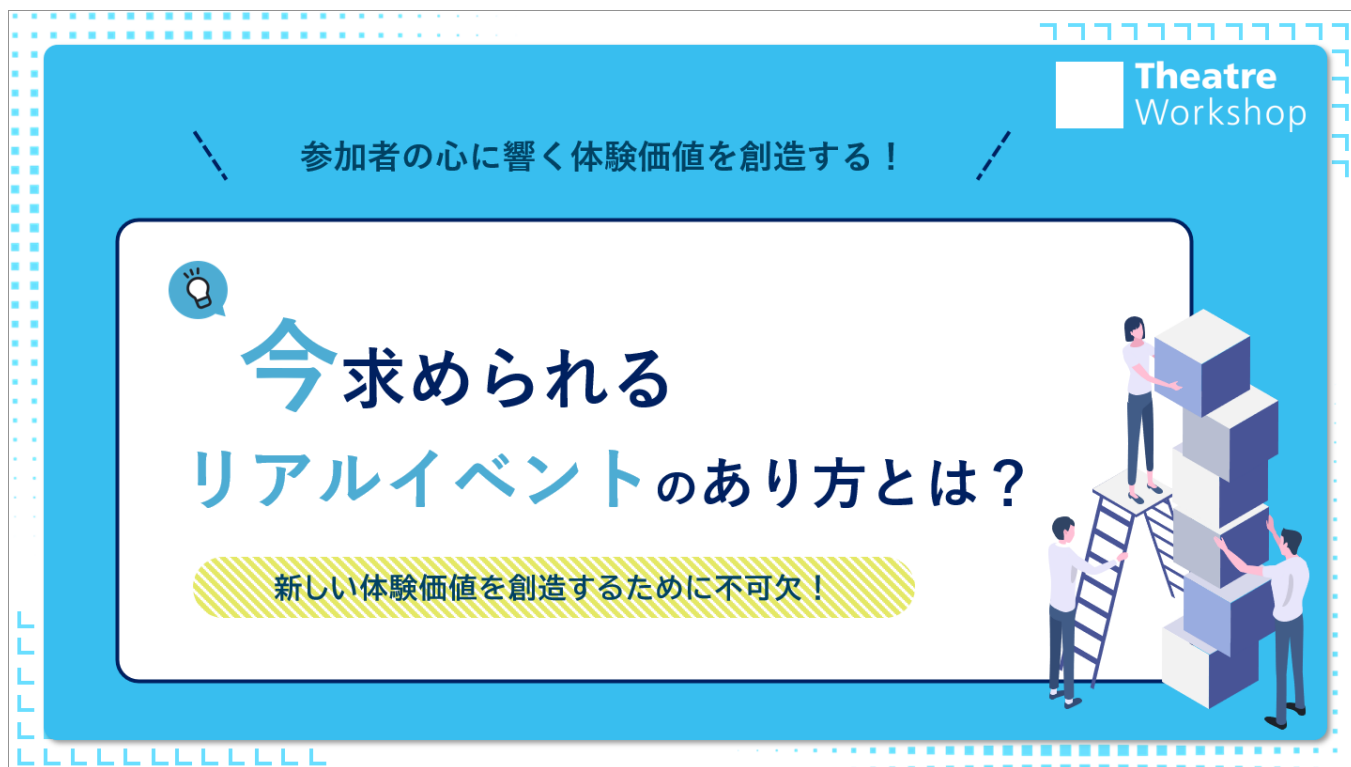 Theatre
Workshop
参加者の心に響く体験価値を創造する！
今求められる
リアルイベントのあり方とは？
新しい体験価値を創造するために不可欠！